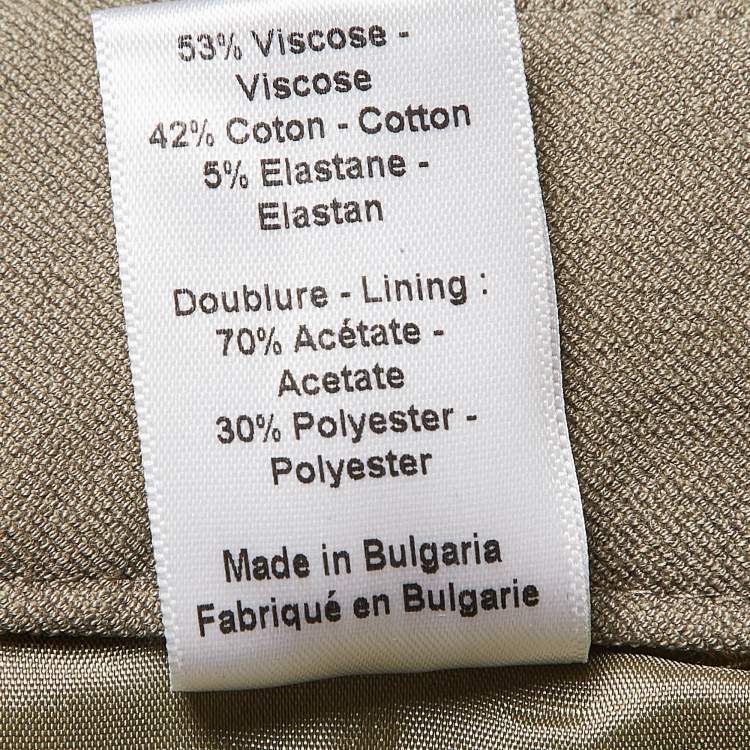 53% Viscose -
Viscose
42% Coton - Cotton
5% Elastane -
Elastan
Doublure - Lining :
70% Acétate -
Acetate
30% Polyester -
Polyester
Made in Bulgaria
Fabriqué en Bulgarie